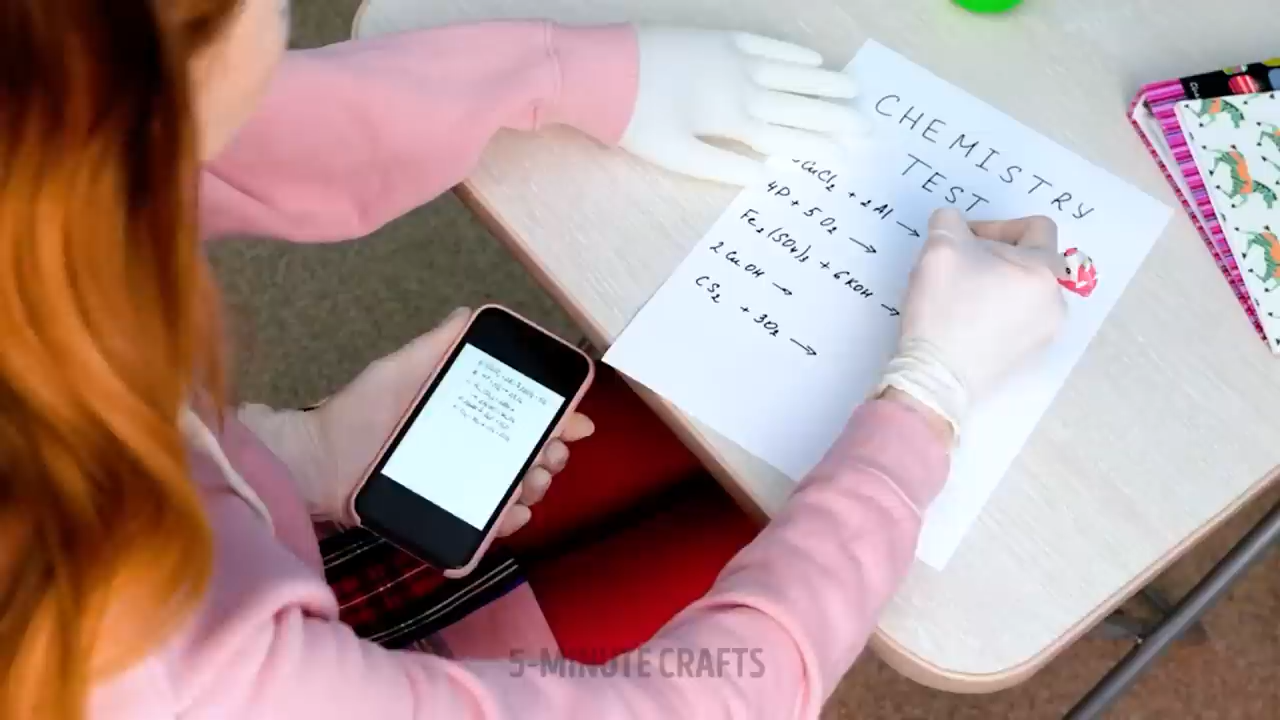 CHEMISTRY
TEST
CuCl₂ + 2Al →
4P + 5O₂ →
Fe₂(SO₄)₃ + 6KOH →
2CuOH →
CS₂ + 3O₂ →
5-MINUTE CRAFTS